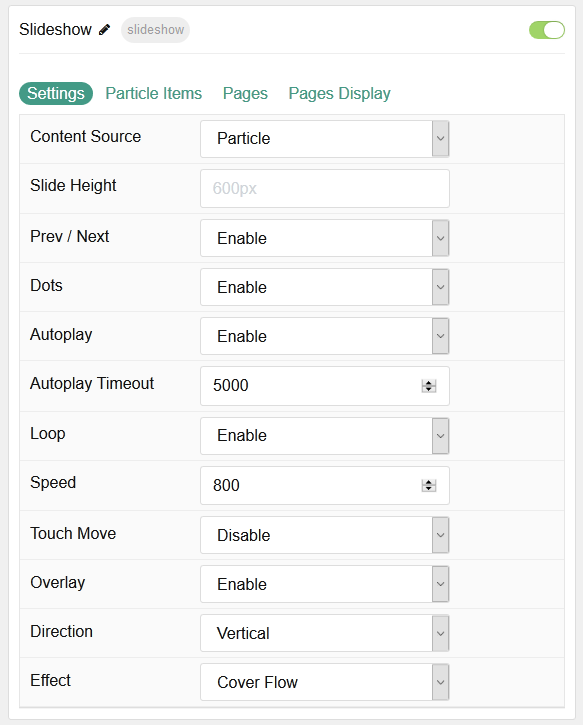 Slideshow slideshow
Settings Particle Items Pages Pages Display
Content Source Particle
Slide Height 600px
Prev / Next Enable
Dots Enable
Autoplay Enable
Autoplay Timeout 5000
Loop Enable
Speed 800
Touch Move Disable
Overlay Enable
Direction Vertical
Effect Cover Flow